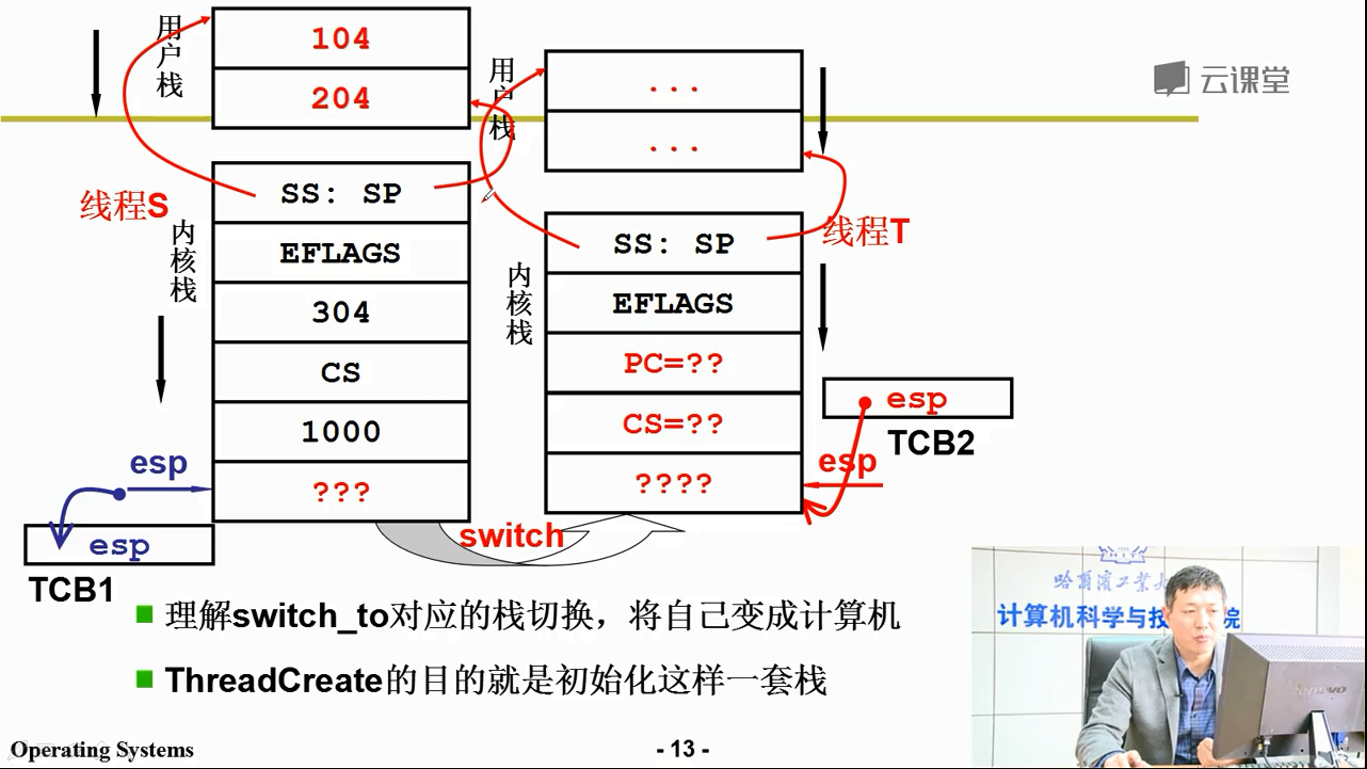 用户栈
104
204
用户栈
...
...
云课堂
线程S
内核栈
SS: SP
EFLAGS
304
CS
1000
???
esp
esp
TCB1
switch
内核栈
SS: SP
EFLAGS
PC=??
CS=??
????
线程T
esp
TCB2
esp
理解switch_to对应的栈切换，将自己变成计算机
ThreadCreate的目的就是初始化这样一套栈
哈尔滨工业大
计算机科学与技
院
Operating Systems
- 13 -